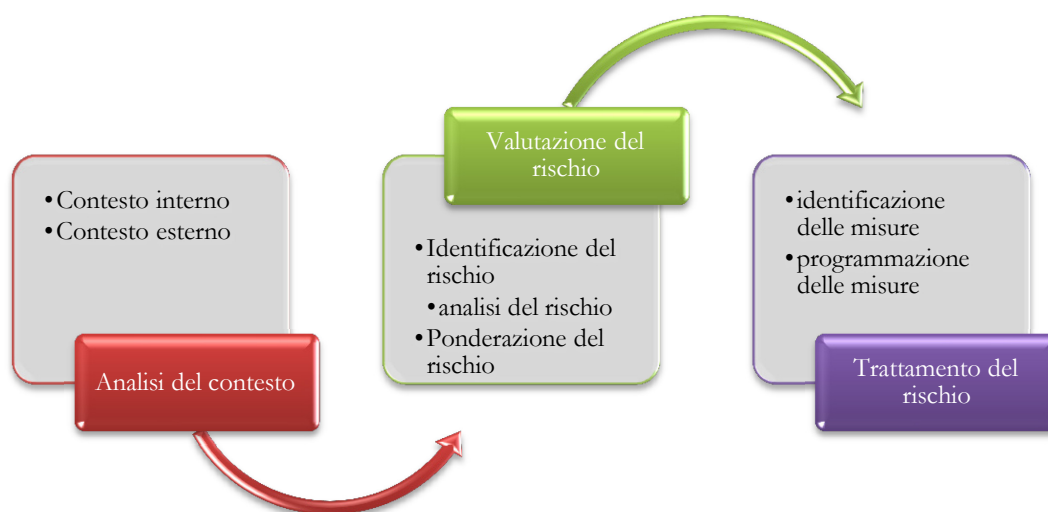 •Contesto interno
•Contesto esterno
Analisi del contesto
Valutazione del
rischio
•Identificazione del
rischio
•analisi del rischio
•Ponderazione del
rischio
•identificazione
delle misure
•programmazione
delle misure
Trattamento del
rischio